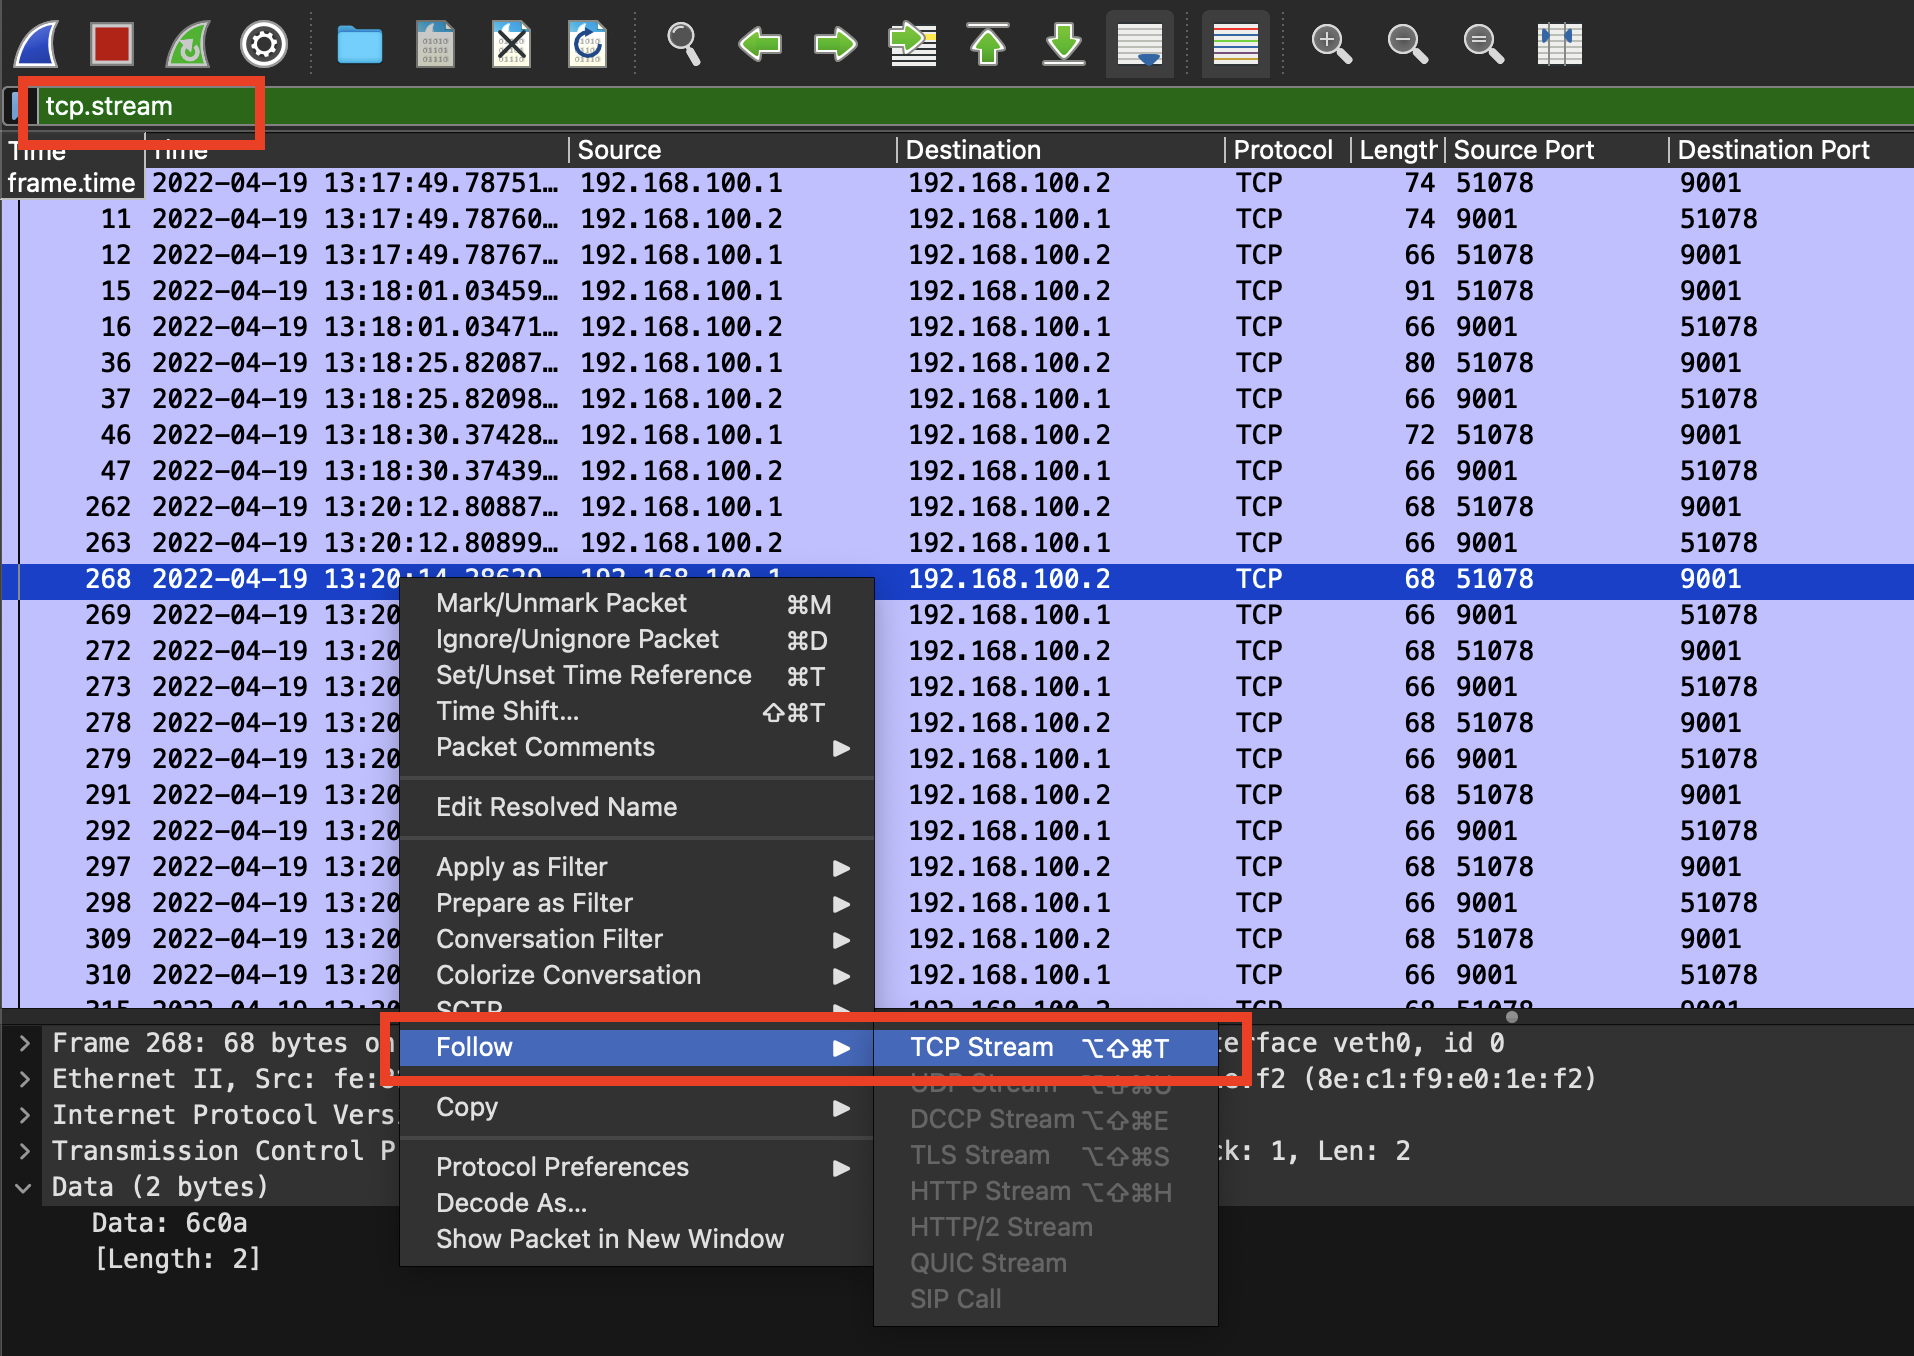 tcp.stream
Time Time Source Destination Protocol Length Source Port Destination Port
frame.time 2022-04-19 13:17:49.78751… 192.168.100.1 192.168.100.2 TCP 74 51078 9001
11 2022-04-19 13:17:49.78760… 192.168.100.2 192.168.100.1 TCP 74 9001 51078
12 2022-04-19 13:17:49.78767… 192.168.100.1 192.168.100.2 TCP 66 51078 9001
15 2022-04-19 13:18:01.03459… 192.168.100.1 192.168.100.2 TCP 91 51078 9001
16 2022-04-19 13:18:01.03471… 192.168.100.2 192.168.100.1 TCP 66 9001 51078
36 2022-04-19 13:18:25.82087… 192.168.100.1 192.168.100.2 TCP 80 51078 9001
37 2022-04-19 13:18:25.82098… 192.168.100.2 192.168.100.1 TCP 66 9001 51078
46 2022-04-19 13:18:30.37428… 192.168.100.1 192.168.100.2 TCP 72 51078 9001
47 2022-04-19 13:18:30.37439… 192.168.100.2 192.168.100.1 TCP 66 9001 51078
262 2022-04-19 13:20:12.80887… 192.168.100.1 192.168.100.2 TCP 68 51078 9001
263 2022-04-19 13:20:12.80899… 192.168.100.2 192.168.100.1 TCP 66 9001 51078
268 2022-04-19 13:20:14.28629 192.168.100.1 192.168.100.2 TCP 68 51078 9001
269 2022-04-19 13:20 192.168.100.1 TCP 66 9001 51078
272 2022-04-19 13:20 192.168.100.2 TCP 68 51078 9001
273 2022-04-19 13:20 192.168.100.1 TCP 66 9001 51078
278 2022-04-19 13:20 192.168.100.2 TCP 68 51078 9001
279 2022-04-19 13:20 192.168.100.1 TCP 66 9001 51078
291 2022-04-19 13:20 192.168.100.2 TCP 68 51078 9001
292 2022-04-19 13:20 192.168.100.1 TCP 66 9001 51078
297 2022-04-19 13:20 192.168.100.2 TCP 68 51078 9001
298 2022-04-19 13:20 192.168.100.1 TCP 66 9001 51078
309 2022-04-19 13:20 192.168.100.2 TCP 68 51078 9001
310 2022-04-19 13:20 192.168.100.1 TCP 66 9001 51078
315 2022-04-19 13:20 192.168.100.2 TCP 68 51078 9001
Mark/Unmark Packet ⌘M
Ignore/Unignore Packet ⌘D
Set/Unset Time Reference ⌘T
Time Shift... ⇧⌘T
Packet Comments
Edit Resolved Name
Apply as Filter
Prepare as Filter
Conversation Filter
Colorize Conversation
SCTP
Follow
Copy
Protocol Preferences
Decode As...
Show Packet in New Window
TCP Stream ⌥⇧⌘T
UDP Stream ⌥⇧⌘U
DCCP Stream ⌥⇧⌘E
TLS Stream ⌥⇧⌘S
HTTP Stream ⌥⇧⌘H
HTTP/2 Stream
QUIC Stream
SIP Call
Frame 268: 68 bytes on erface veth0, id 0
Ethernet II, Src: fe:8 e:f2 (8e:c1:f9:e0:1e:f2)
Internet Protocol Vers
Transmission Control P ck: 1, Len: 2
Data (2 bytes)
Data: 6c0a
[Length: 2]